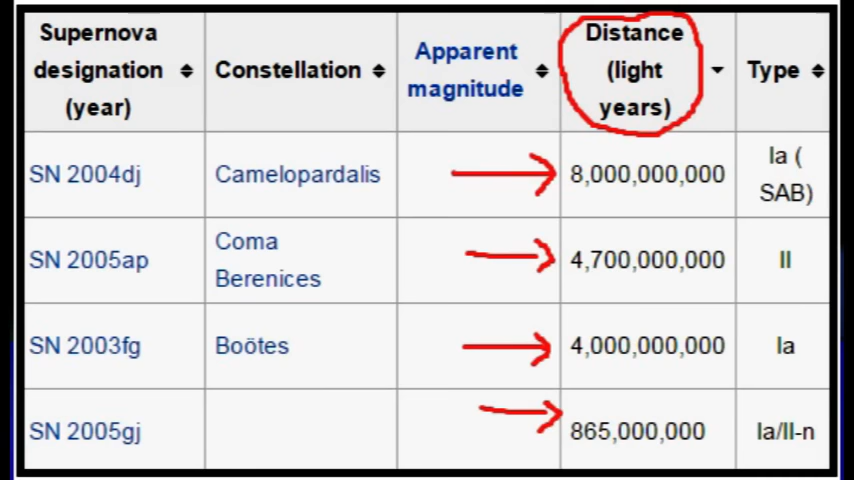 Supernova designation (year)
Constellation
Apparent magnitude
Distance (light years)
Type
SN 2004dj
Camelopardalis
8,000,000,000
Ia (
SAB)
SN 2005ap
Coma
Berenices
4,700,000,000
II
SN 2003fg
Boötes
4,000,000,000
Ia
SN 2005gj
865,000,000
Ia/II-n